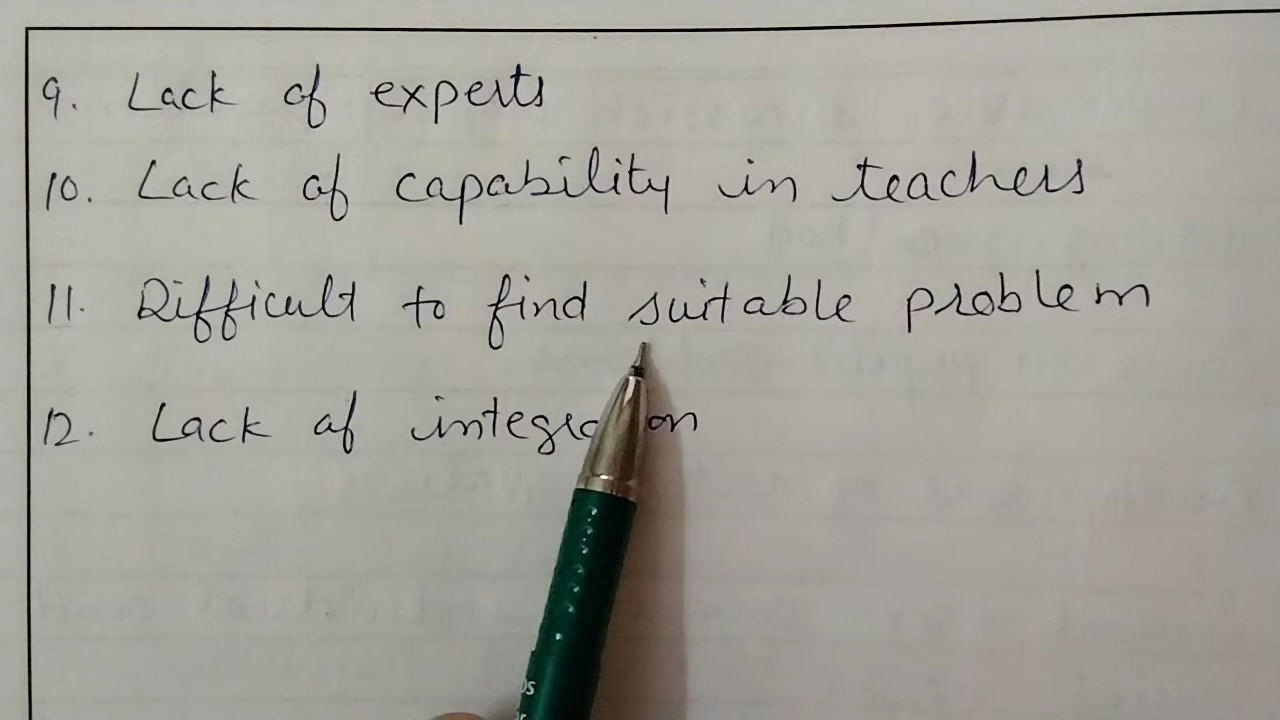 9. Lack of experts
10. Lack of capability in teachers
11. Difficult to find suitable problem
12. Lack of